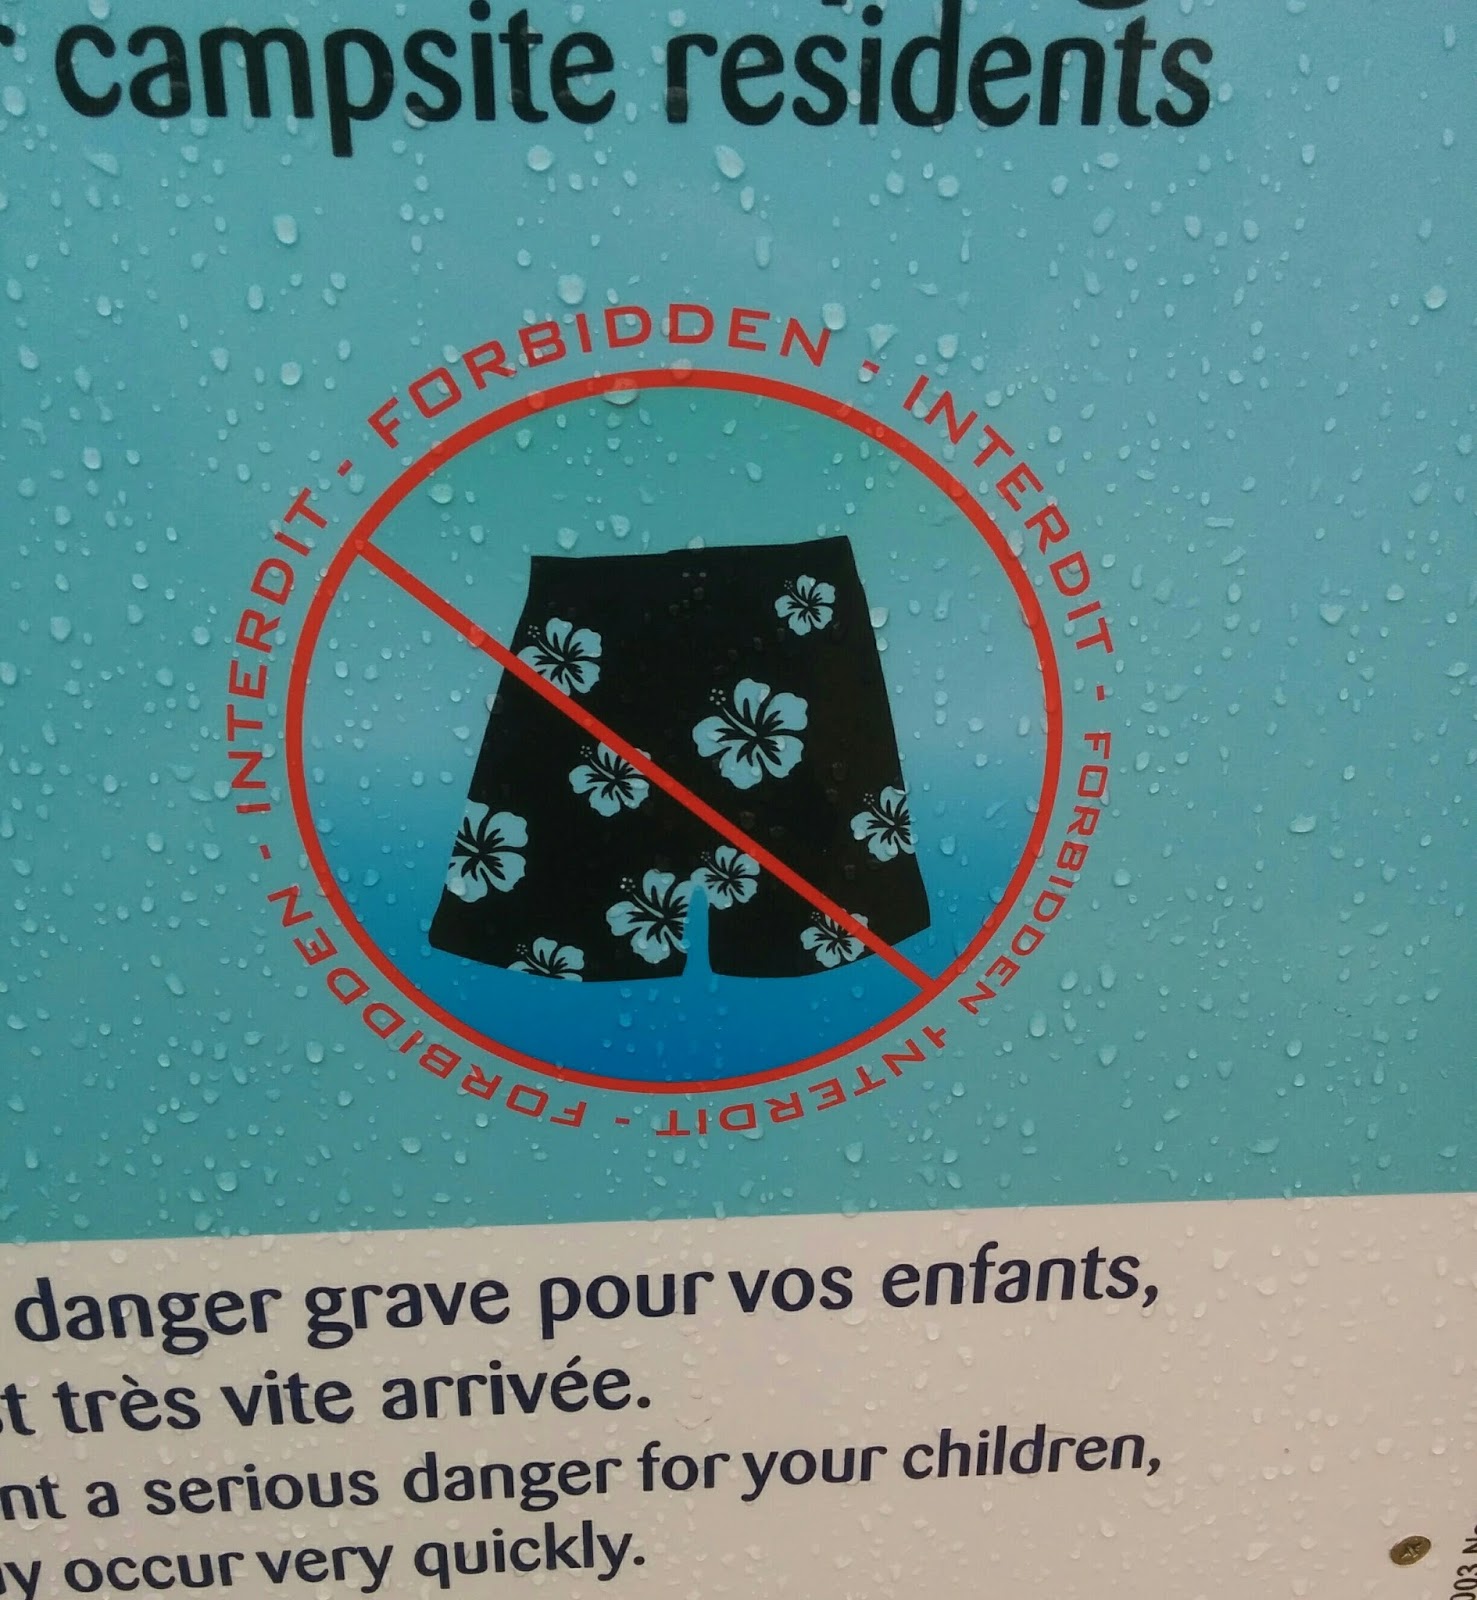 campsite residents
FORBIDDEN - INTERDIT - FORBIDDEN - INTERDIT - FORBIDDEN - INTERDIT -
danger grave pour vos enfants,
très vite arrivée.
a serious danger for your children,
occur very quickly.